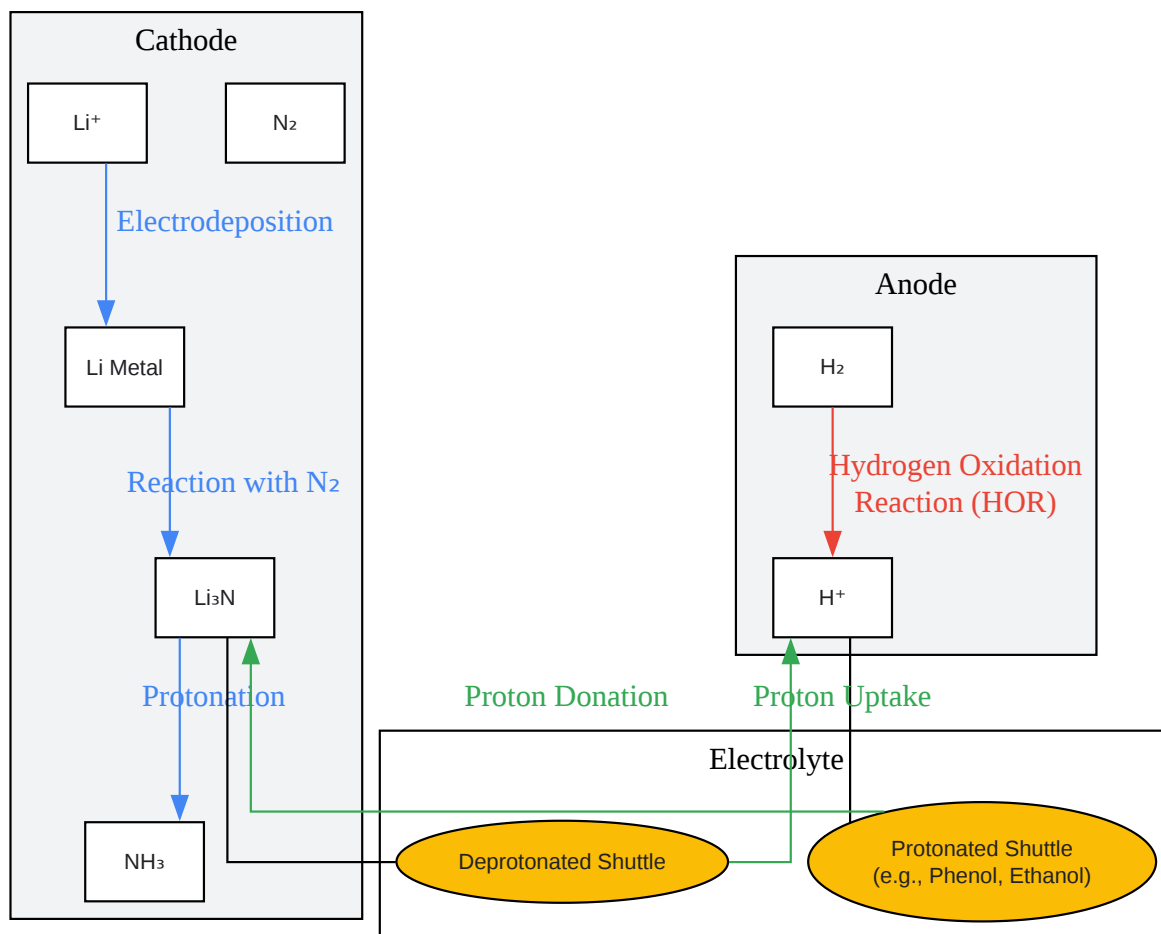 Cathode
Li⁺
N₂
Electrodeposition
Li Metal
Reaction with N₂
Li₃N
Protonation
NH₃
Anode
H₂
Hydrogen Oxidation
Reaction (HOR)
H⁺
Proton Donation
Proton Uptake
Electrolyte
Deprotonated Shuttle
Protonated Shuttle
(e.g., Phenol, Ethanol)